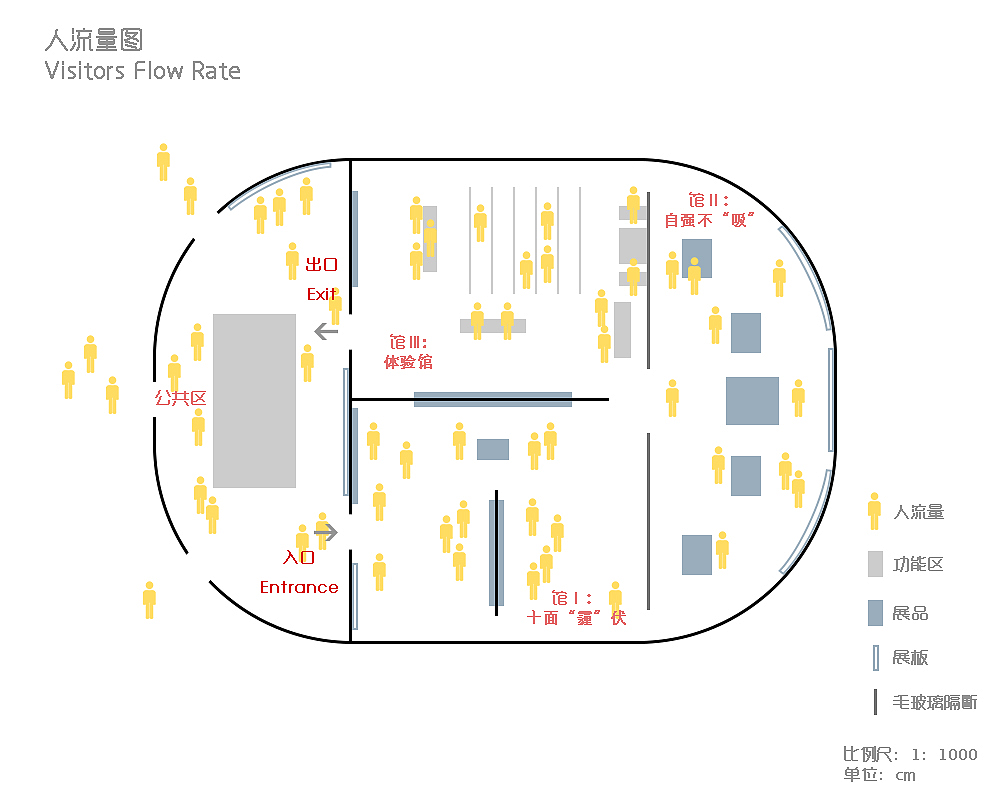 人流量图
Visitors Flow Rate
馆II：
自强不“吸”
出口
Exit
馆III：
体验馆
公共区
入口
Entrance
馆I：
十面“霾”伏
人流量
功能区
展品
展板
毛玻璃隔断
比例尺：1：1000
单位：cm